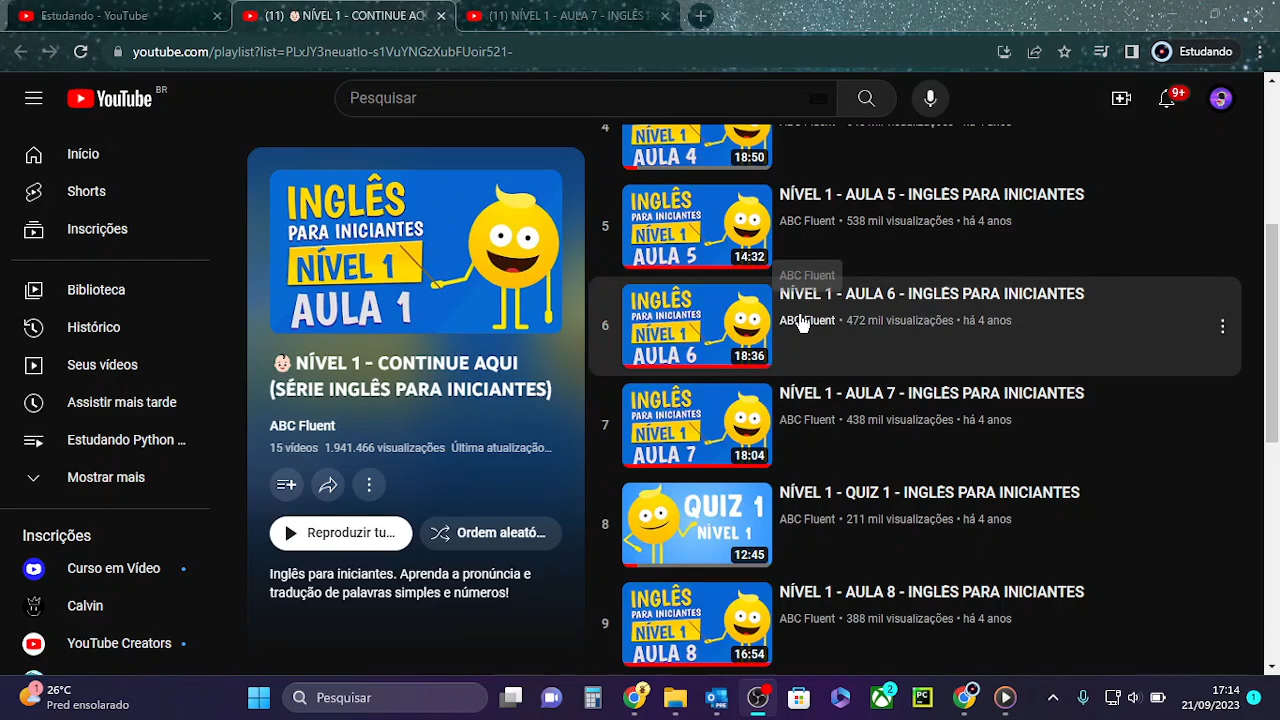 Estudando - YouTube
(11) 👶🏻 NÍVEL 1 - CONTINUE AQ
(11) NÍVEL 1 - AULA 7 - INGLÊS
youtube.com/playlist?list=PLxJY3neuatlo-s1VuYNGzXubFUoir521-
Estudando
YouTube
BR
Pesquisar
9+
Início
Shorts
Inscrições
Biblioteca
Histórico
Seus vídeos
Assistir mais tarde
Estudando Python ...
Mostrar mais
Inscrições
Curso em Vídeo
Calvin
YouTube Creators
INGLÊS
PARA INICIANTES
NÍVEL 1
AULA 1
👶🏻 NÍVEL 1 - CONTINUE AQUI
(SÉRIE INGLÊS PARA INICIANTES)
ABC Fluent
15 vídeos 1.941.466 visualizações Última atualização...
Reproduzir tu...
Ordem aleató...
Inglês para iniciantes. Aprenda a pronúncia e
tradução de palavras simples e números!
4
NÍVEL 1
AULA 4
18:50
5
INGLÊS
PARA INICIANTES
NÍVEL 1
AULA 5
14:32
NÍVEL 1 - AULA 5 - INGLÊS PARA INICIANTES
ABC Fluent • 538 mil visualizações • há 4 anos
ABC Fluent
6
INGLÊS
PARA INICIANTES
NÍVEL 1
AULA 6
18:36
NÍVEL 1 - AULA 6 - INGLÊS PARA INICIANTES
ABC Fluent • 472 mil visualizações • há 4 anos
7
INGLÊS
PARA INICIANTES
NÍVEL 1
AULA 7
18:04
NÍVEL 1 - AULA 7 - INGLÊS PARA INICIANTES
ABC Fluent • 438 mil visualizações • há 4 anos
8
QUIZ 1
NÍVEL 1
12:45
NÍVEL 1 - QUIZ 1 - INGLÊS PARA INICIANTES
ABC Fluent • 211 mil visualizações • há 4 anos
9
INGLÊS
PARA INICIANTES
NÍVEL 1
AULA 8
16:54
NÍVEL 1 - AULA 8 - INGLÊS PARA INICIANTES
ABC Fluent • 388 mil visualizações • há 4 anos
1
26°C
Pred ensolarado
Pesquisar
PRE
2
PC
17:12
23/09/2023
1